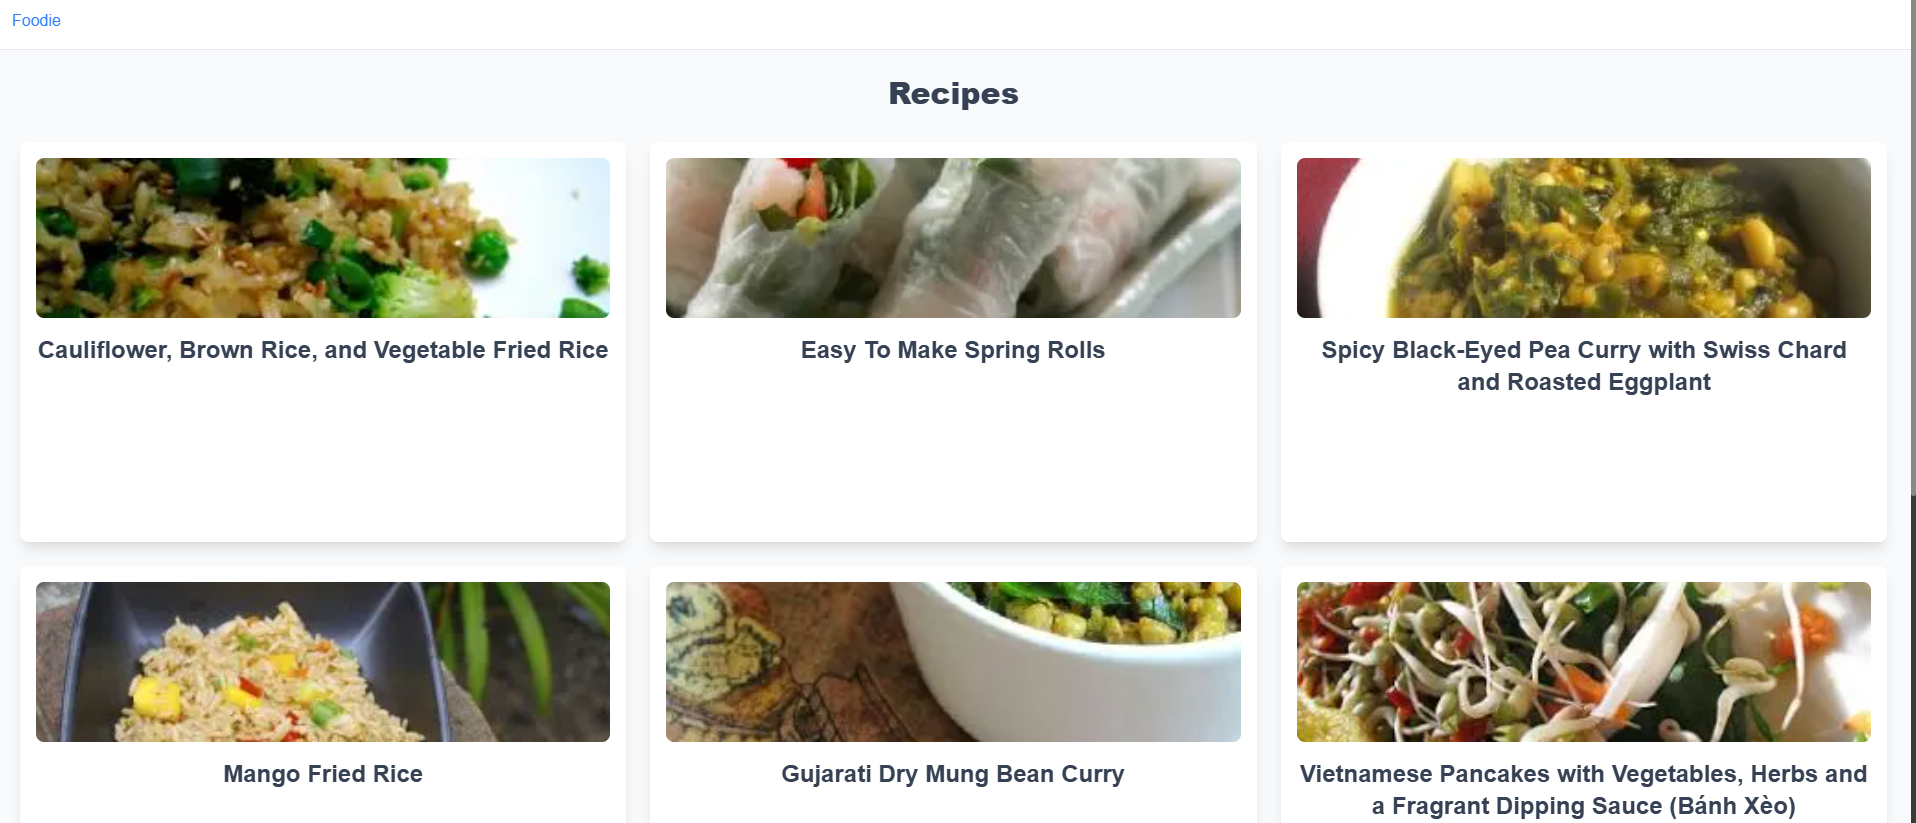 Foodie
Recipes
Cauliflower, Brown Rice, and Vegetable Fried Rice
Easy To Make Spring Rolls
Spicy Black-Eyed Pea Curry with Swiss Chard
and Roasted Eggplant
Mango Fried Rice
Gujarati Dry Mung Bean Curry
Vietnamese Pancakes with Vegetables, Herbs and
a Fragrant Dipping Sauce (Bánh Xèo)